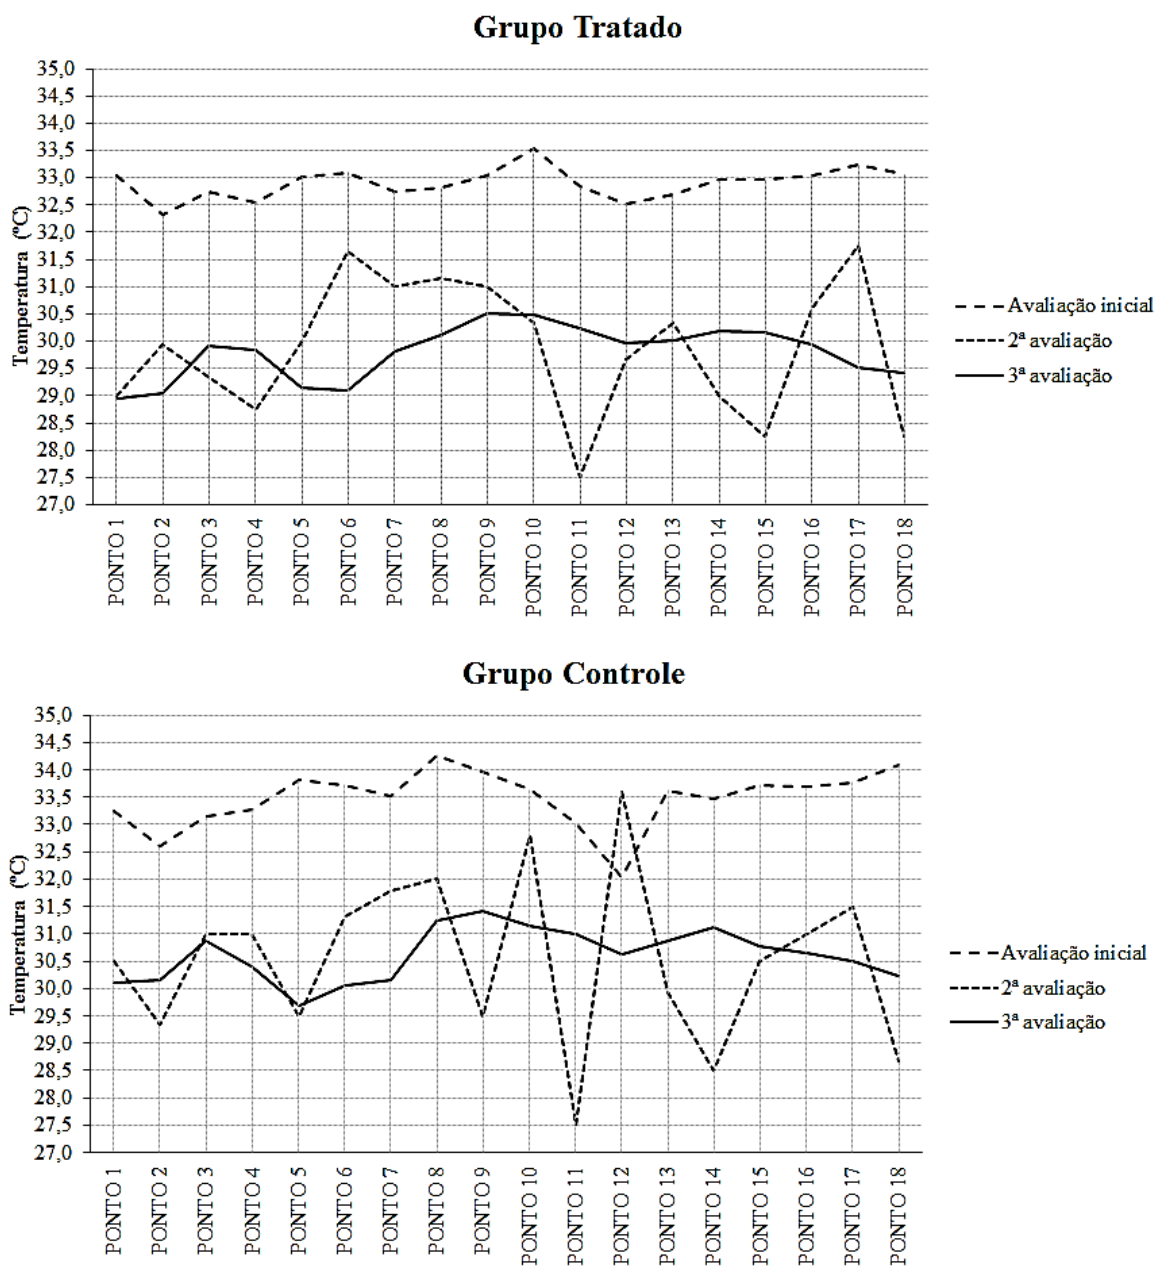 Grupo Tratado
35,0
34,5
34,0
33,5
33,0
32,5
32,0
31,5
31,0
30,5
30,0
29,5
29,0
28,5
28,0
27,5
27,0
Temperatura (ºC)
PONTO 1
PONTO 2
PONTO 3
PONTO 4
PONTO 5
PONTO 6
PONTO 7
PONTO 8
PONTO 9
PONTO 10
PONTO 11
PONTO 12
PONTO 13
PONTO 14
PONTO 15
PONTO 16
PONTO 17
PONTO 18
Avaliação inicial
2ª avaliação
3ª avaliação
Grupo Controle
35,0
34,5
34,0
33,5
33,0
32,5
32,0
31,5
31,0
30,5
30,0
29,5
29,0
28,5
28,0
27,5
27,0
Temperatura (ºC)
PONTO 1
PONTO 2
PONTO 3
PONTO 4
PONTO 5
PONTO 6
PONTO 7
PONTO 8
PONTO 9
PONTO 10
PONTO 11
PONTO 12
PONTO 13
PONTO 14
PONTO 15
PONTO 16
PONTO 17
PONTO 18
Avaliação inicial
2ª avaliação
3ª avaliação